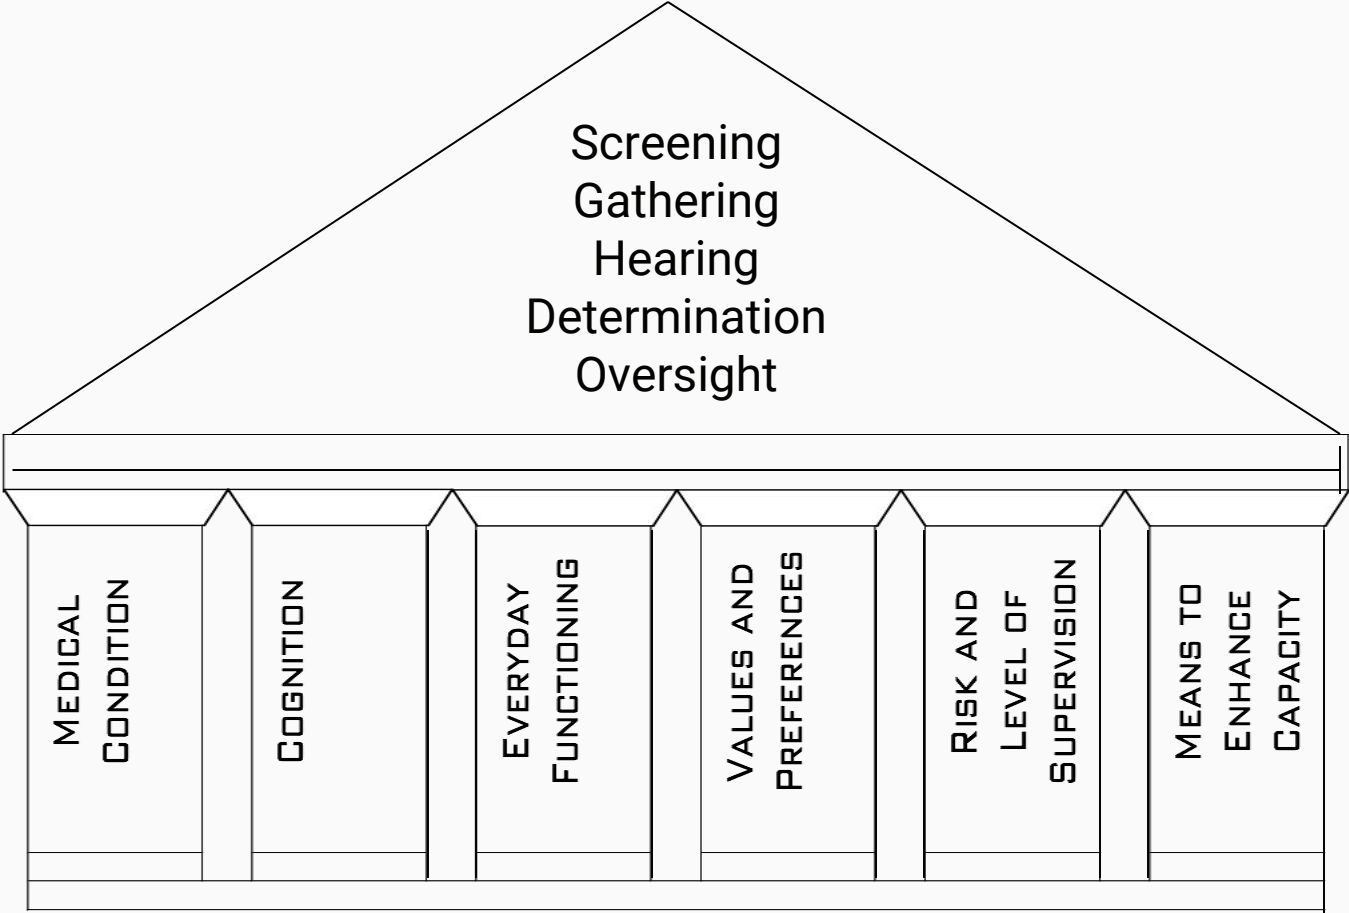 Screening
Gathering
Hearing
Determination
Oversight
MEDICAL
CONDITION
COGNITION
EVERYDAY
FUNCTIONING
VALUES AND
PREFERENCES
RISK AND
LEVEL OF
SUPERVISION
MEANS TO
ENHANCE
CAPACITY